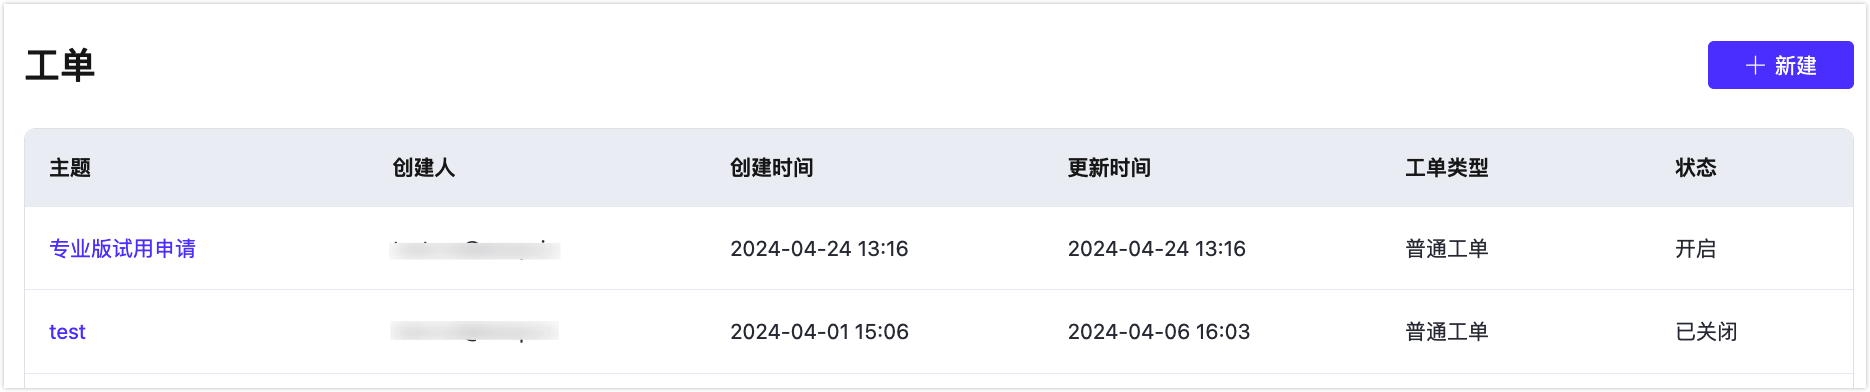 工单
新建
主题 创建人 创建时间 更新时间 工单类型 状态
专业版试用申请 2024-04-24 13:16 2024-04-24 13:16 普通工单 开启
test 2024-04-01 15:06 2024-04-06 16:03 普通工单 已关闭